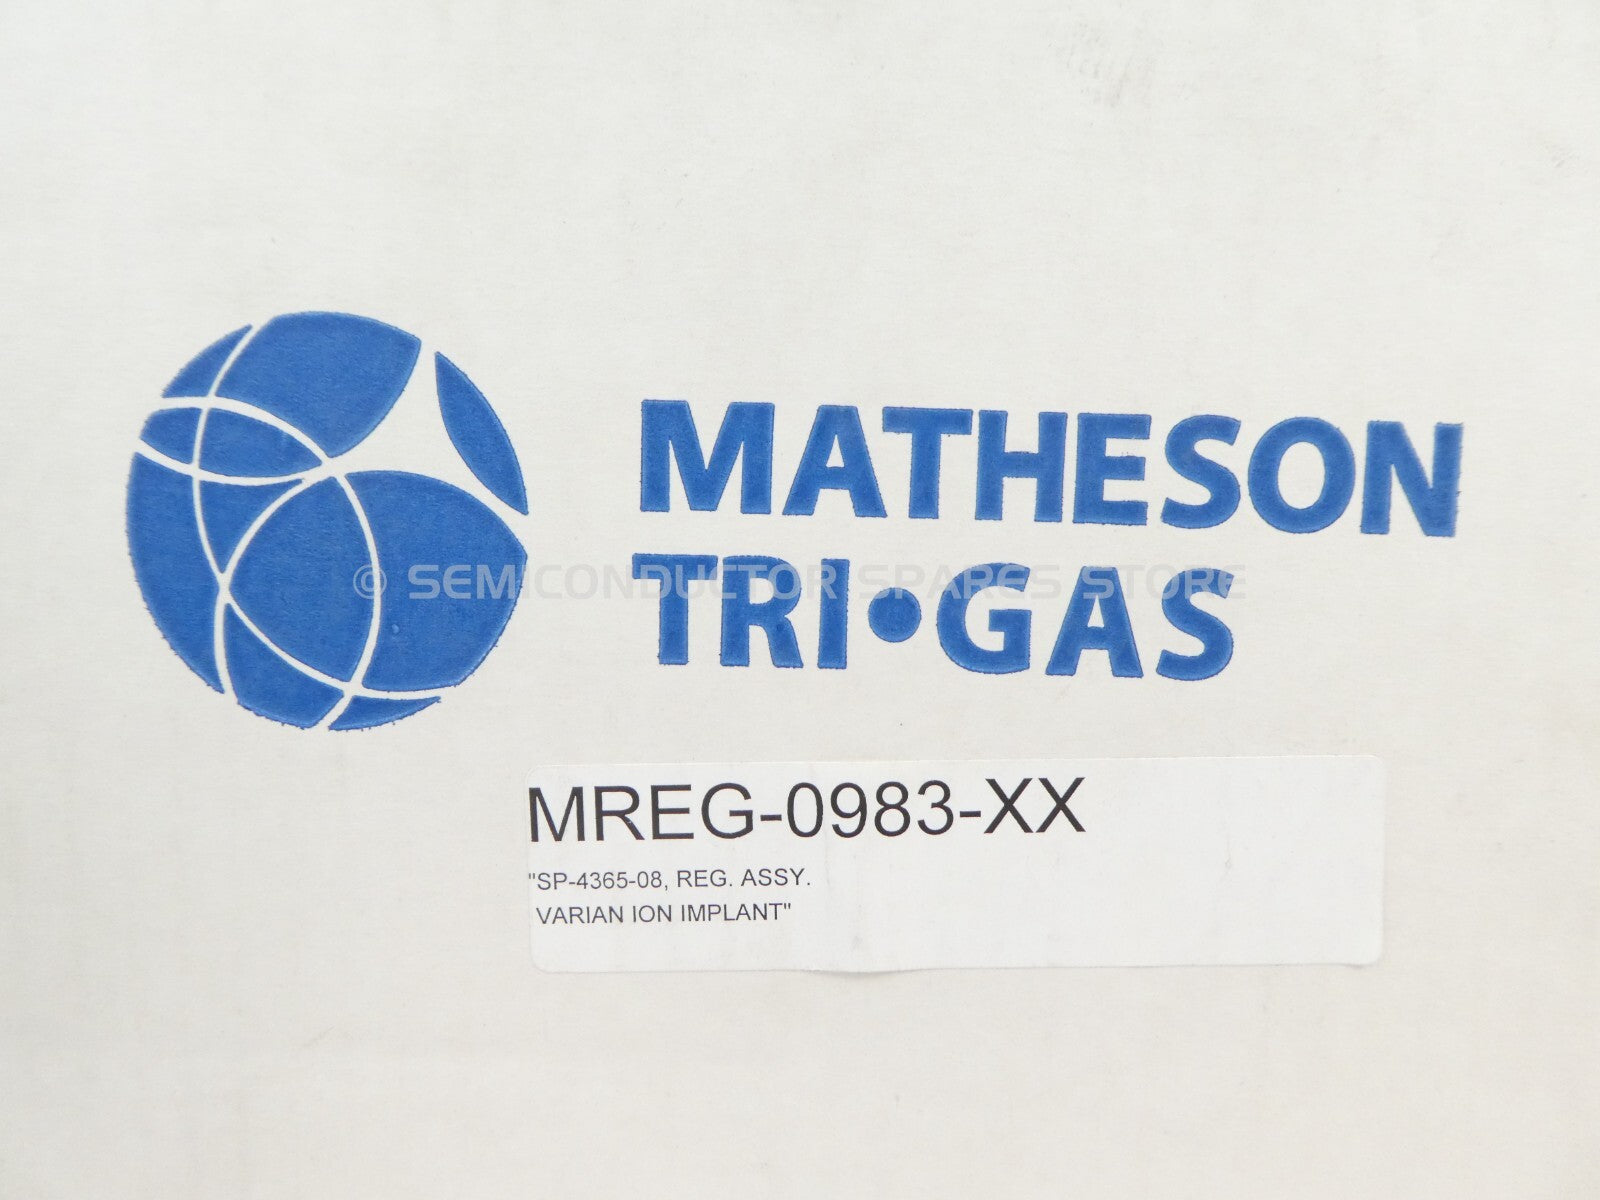 MATHESON
© SEMICONDUCTOR SPARES STORE
TRI•GAS
MREG-0983-XX
"SP-4365-08, REG. ASSY.
VARIAN ION IMPLANT"